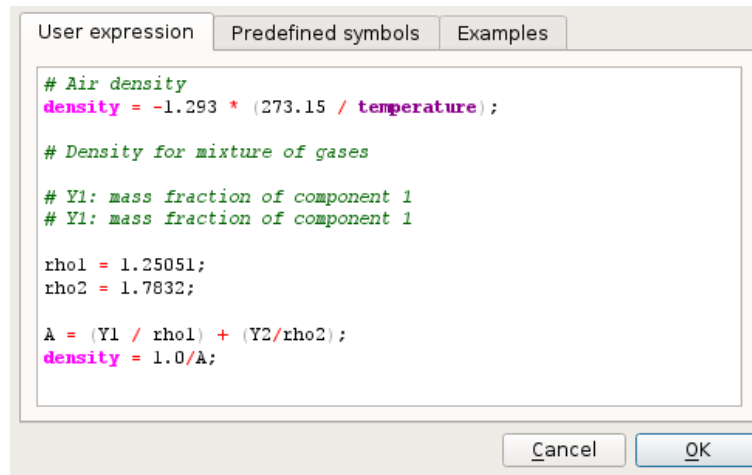 User expression Predefined symbols Examples
# Air density
density = -1.293 * (273.15 / temperature);
# Density for mixture of gases
# Y1: mass fraction of component 1
# Y1: mass fraction of component 1
rho1 = 1.25051;
rho2 = 1.7832;
A = (Y1 / rho1) + (Y2/rho2);
density = 1.0/A;
Cancel OK